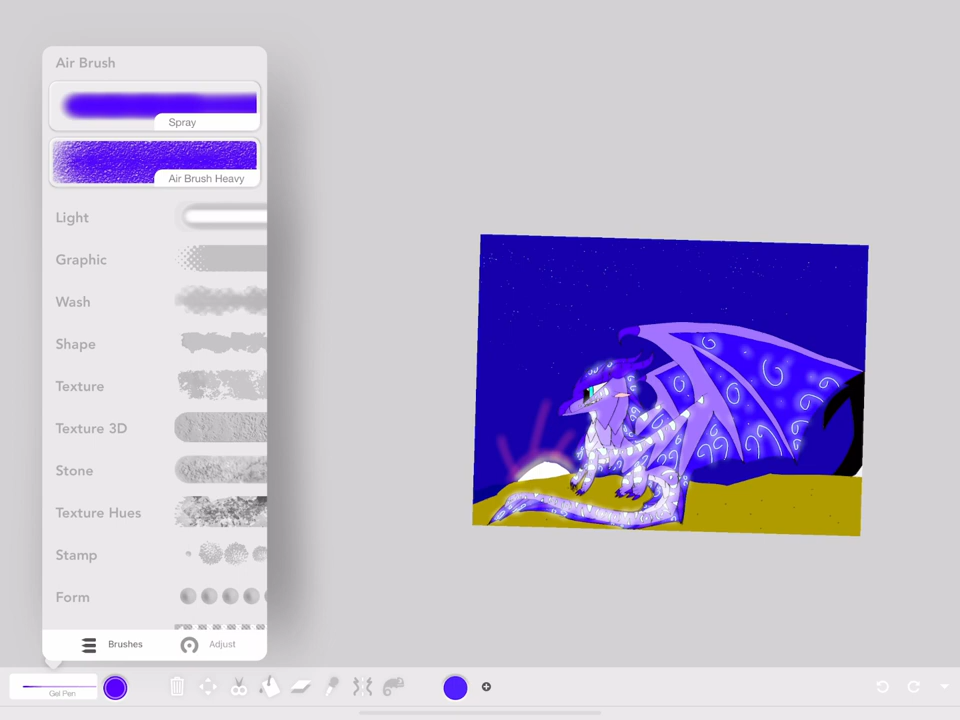 Air Brush
Spray
Air Brush Heavy
Light
Graphic
Wash
Shape
Texture
Texture 3D
Stone
Texture Hues
Stamp
Form
Brushes
Adjust
Gel Pen